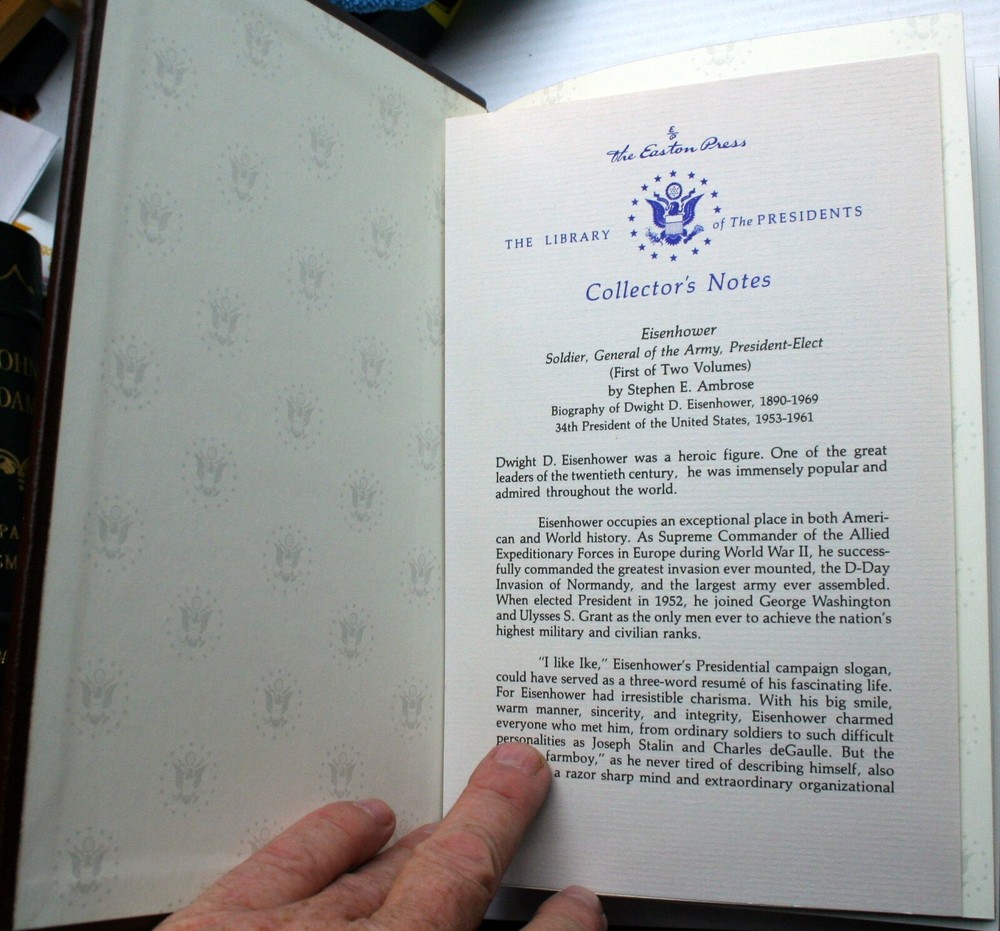 E
P
the Easton Press
THE LIBRARY of The PRESIDENTS
Collector's Notes
Eisenhower
Soldier, General of the Army, President-Elect
(First of Two Volumes)
by Stephen E. Ambrose
Biography of Dwight D. Eisenhower, 1890-1969
34th President of the United States, 1953-1961
Dwight D. Eisenhower was a heroic figure. One of the great
leaders of the twentieth century, he was immensely popular and
admired throughout the world.
Eisenhower occupies an exceptional place in both Ameri-
can and World history. As Supreme Commander of the Allied
Expeditionary Forces in Europe during World War II, he success-
fully commanded the greatest invasion ever mounted, the D-Day
Invasion of Normandy, and the largest army ever assembled.
When elected President in 1952, he joined George Washington
and Ulysses S. Grant as the only men ever to achieve the nation's
highest military and civilian ranks.
"I like Ike," Eisenhower's Presidential campaign slogan,
could have served as a three-word resumé of his fascinating life.
For Eisenhower had irresistible charisma. With his big smile,
warm manner, sincerity, and integrity, Eisenhower charmed
everyone who met him, from ordinary soldiers to such difficult
personalities as Joseph Stalin and Charles deGaulle. But the
farmboy," as he never tired of describing himself, also
a razor sharp mind and extraordinary organizational